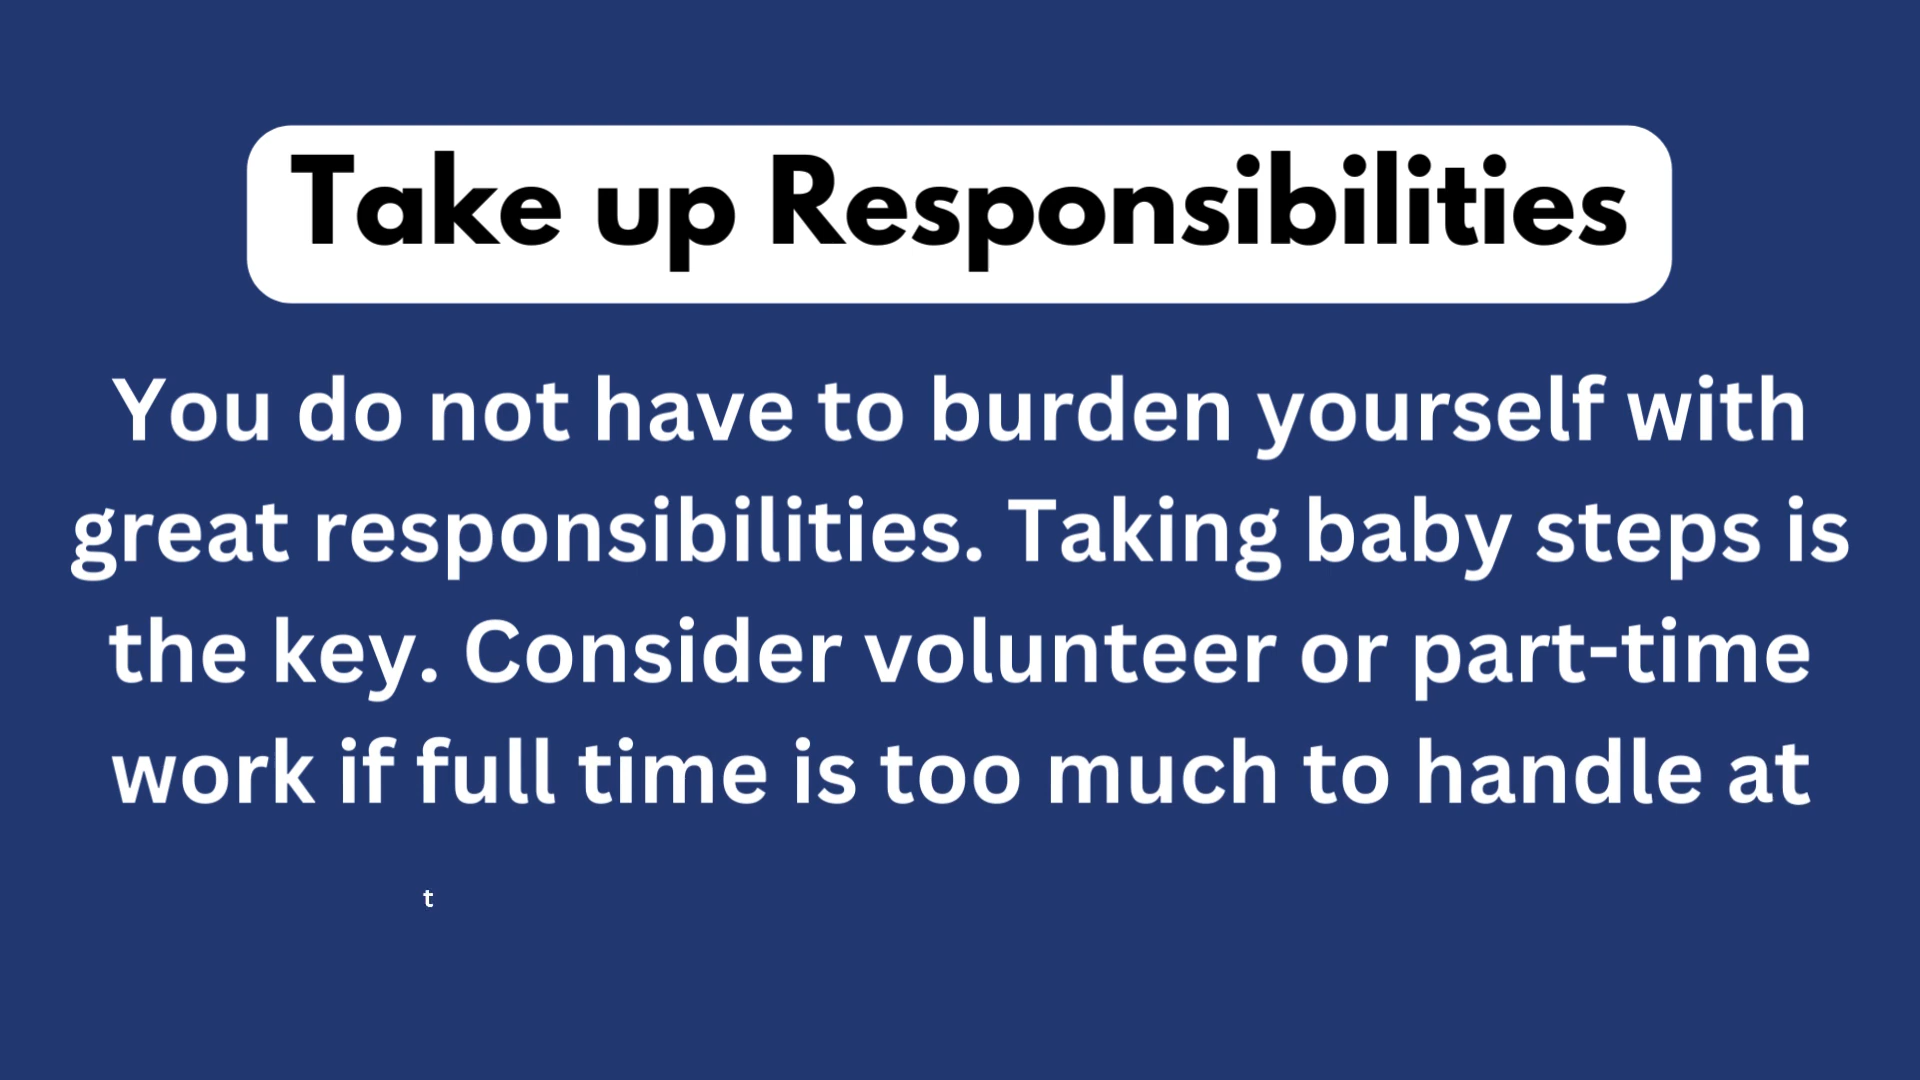 Take up Responsibilities
You do not have to burden yourself with
great responsibilities. Taking baby steps is
the key. Consider volunteer or part-time
work if full time is too much to handle at
t